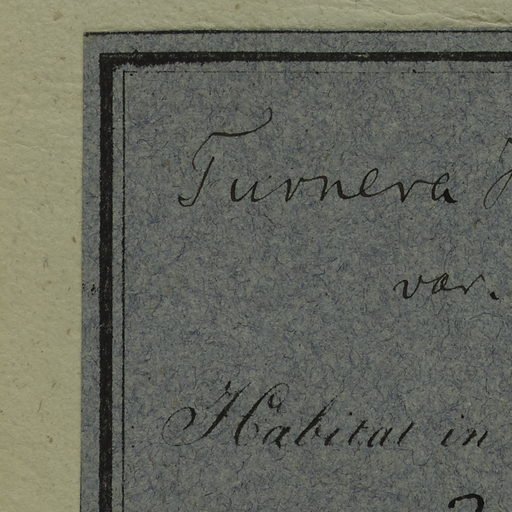 Turnera
var.
Habitat in